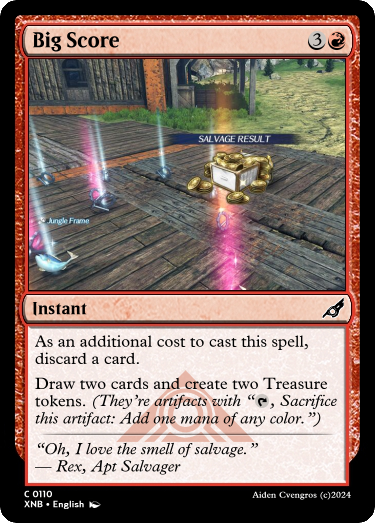 Big Score 3
SALVAGE RESULT
Jungle Frame
Instant
As an additional cost to cast this spell,
discard a card.
Draw two cards and create two Treasure
tokens. (They're artifacts with “, Sacrifice
this artifact: Add one mana of any color.”)
“Oh, I love the smell of salvage.”
— Rex, Apt Salvager
C 0110
XNB • English
Aiden Cvengros (c)2024